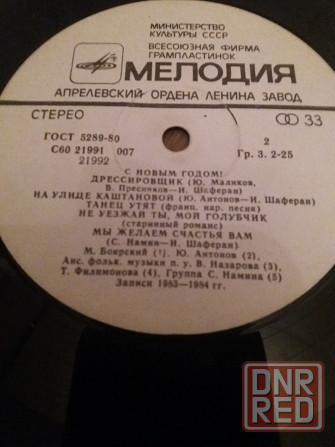 МИНИСТЕРСТВО
КУЛЬТУРЫ СССР
ВСЕСОЮЗНАЯ ФИРМА
ГРАМПЛАСТИНОК
МЕЛОДИЯ
АПРЕЛЕВСКИЙ ОРДЕНА ЛЕНИНА ЗАВОД
СТЕРЕО
33
ГОСТ 5289-80
2
С60 21991 007
Гр. 3. 2-25
21992
С НОВЫМ ГОДОМ!
ДРЕССИРОВЩИК (Ю. Маликов,
В. Пресняков—И. Шаферан)
НА УЛИЦЕ КАШТАНОВОЙ (Ю. Антонов—И. Шаферан)
ТАНЕЦ УТЯТ (франц. нар. песня)
НЕ УЕЗЖАЙ ТЫ, МОЙ ГОЛУБЧИК
(старинный романс)
МЫ ЖЕЛАЕМ СЧАСТЬЯ ВАМ
(С. Намин—И. Шаферан)
М. Боярский (1), Ю. Антонов (2),
Анс. фольк. музыки п. у. В. Назарова (3),
Т. Филимонова (4), Группа С. Намина (5)
Записи 1983—1984 гг.
DNR
RED